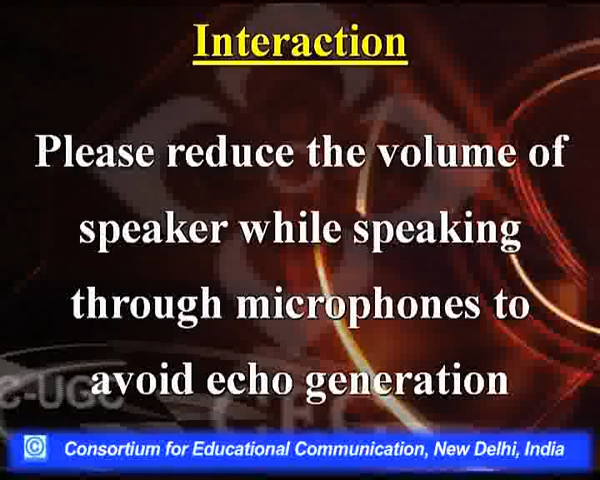 Interaction
Please reduce the volume of
speaker while speaking
through microphones to
avoid echo generation
C-UGC
© Consortium for Educational Communication, New Delhi, India